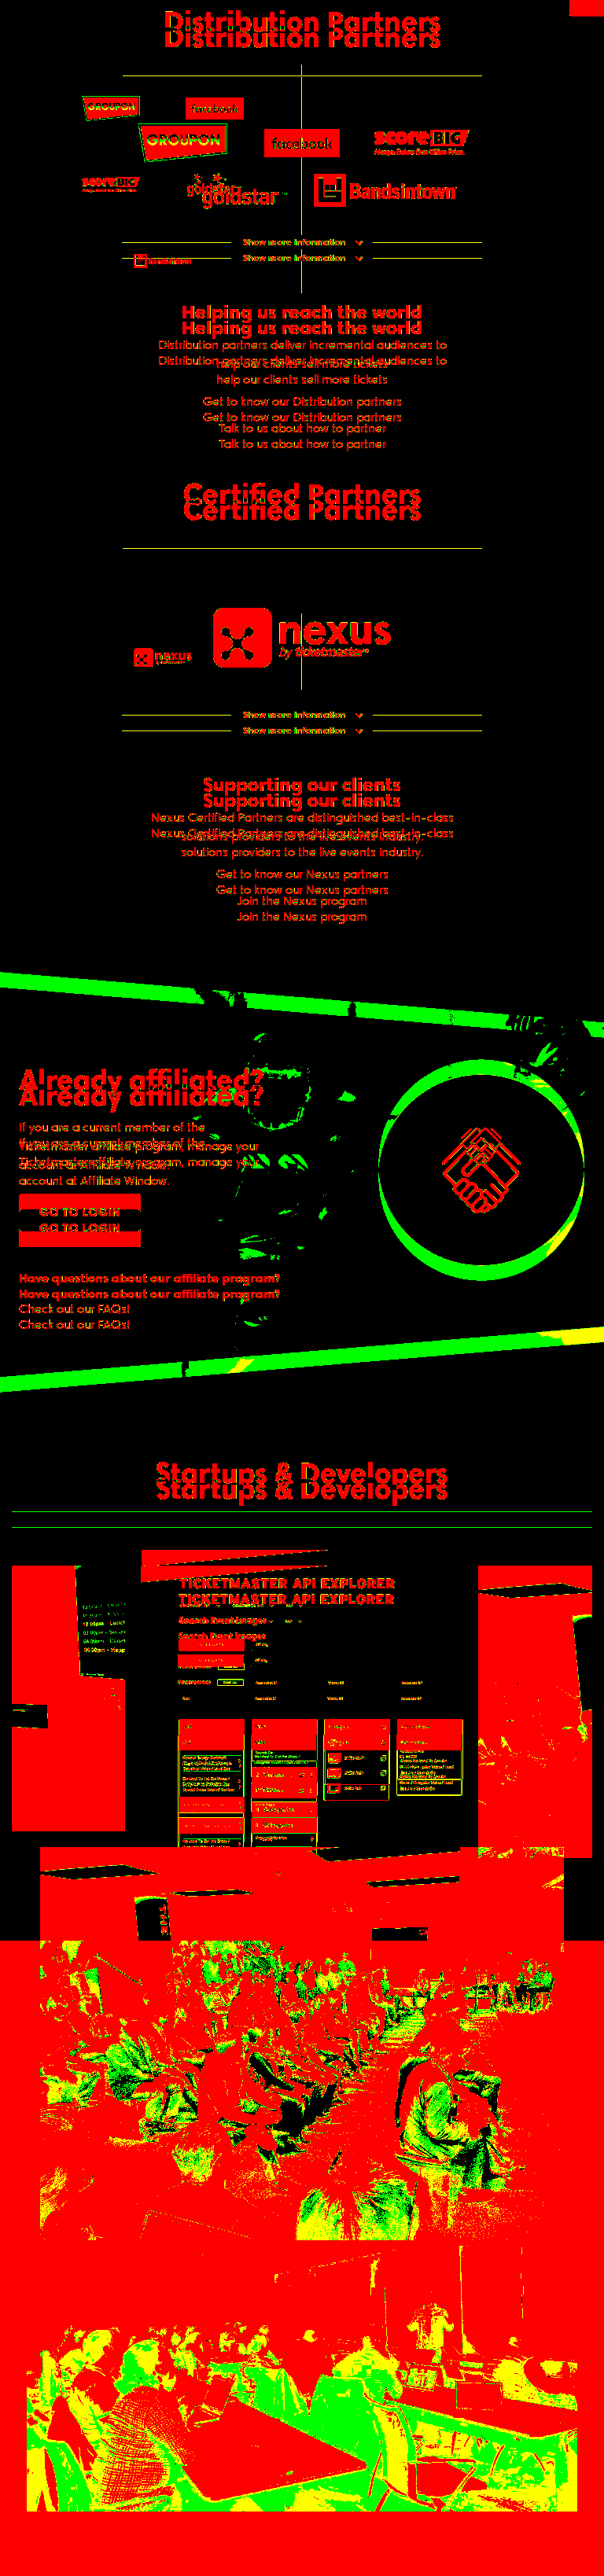 Distribution Partners
Distribution Partners
GROUPON
facebook
GROUPON
facebook
scoreBIG
scoreBIG
goldstar
goldstar
Bandsintown
Show more information
Show more information
Helping us reach the world
Helping us reach the world
Distribution partners deliver incremental audiences to
Distribution partners deliver incremental audiences to
help our clients sell more tickets
help our clients sell more tickets
Get to know our Distribution partners
Get to know our Distribution partners
Talk to us about how to partner
Talk to us about how to partner
Certified Partners
Certified Partners
nexus
by ticketmaster
nexus
Show more information
Show more information
Supporting our clients
Supporting our clients
Nexus Certified Partners are distinguished best-in-class
Nexus Certified Partners are distinguished best-in-class
solutions providers to the live events industry.
solutions providers to the live events industry.
Get to know our Nexus partners
Get to know our Nexus partners
Join the Nexus program
Join the Nexus program
Already affiliated?
Already affiliated?
If you are a current member of the
If you are a current member of the
Ticketmaster affiliate program, manage your
Ticketmaster affiliate program, manage your
account at Affiliate Window.
account at Affiliate Window.
GO TO LOGIN
GO TO LOGIN
Have questions about our affiliate program?
Have questions about our affiliate program?
Check out our FAQs!
Check out our FAQs!
Startups & Developers
Startups & Developers
TICKETMASTER API EXPLORER
TICKETMASTER API EXPLORER
Search Event Images
Search Event Images